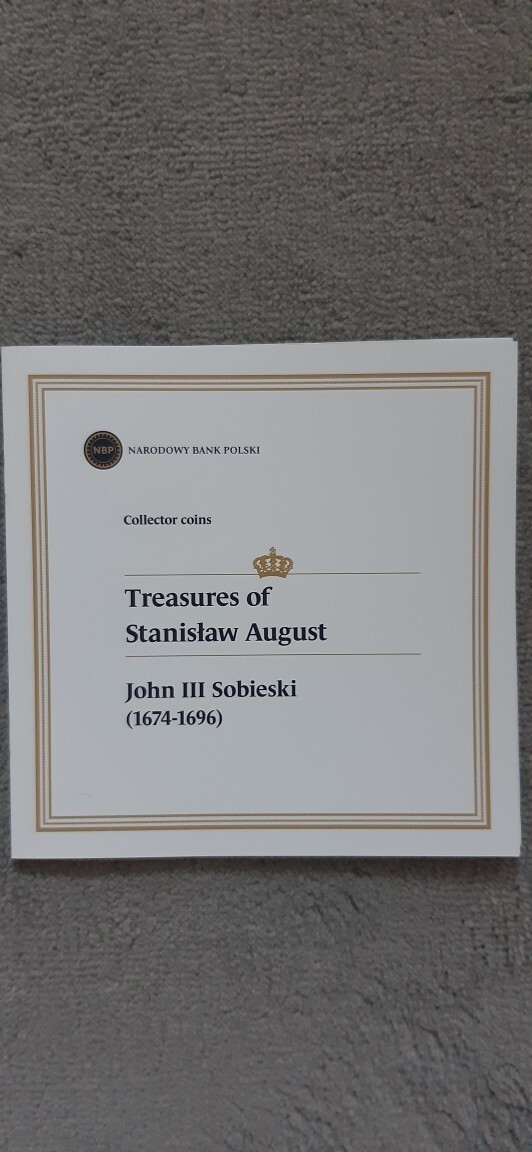 NBP NARODOWY BANK POLSKI
Collector coins
Treasures of
Stanisław August
John III Sobieski
(1674-1696)